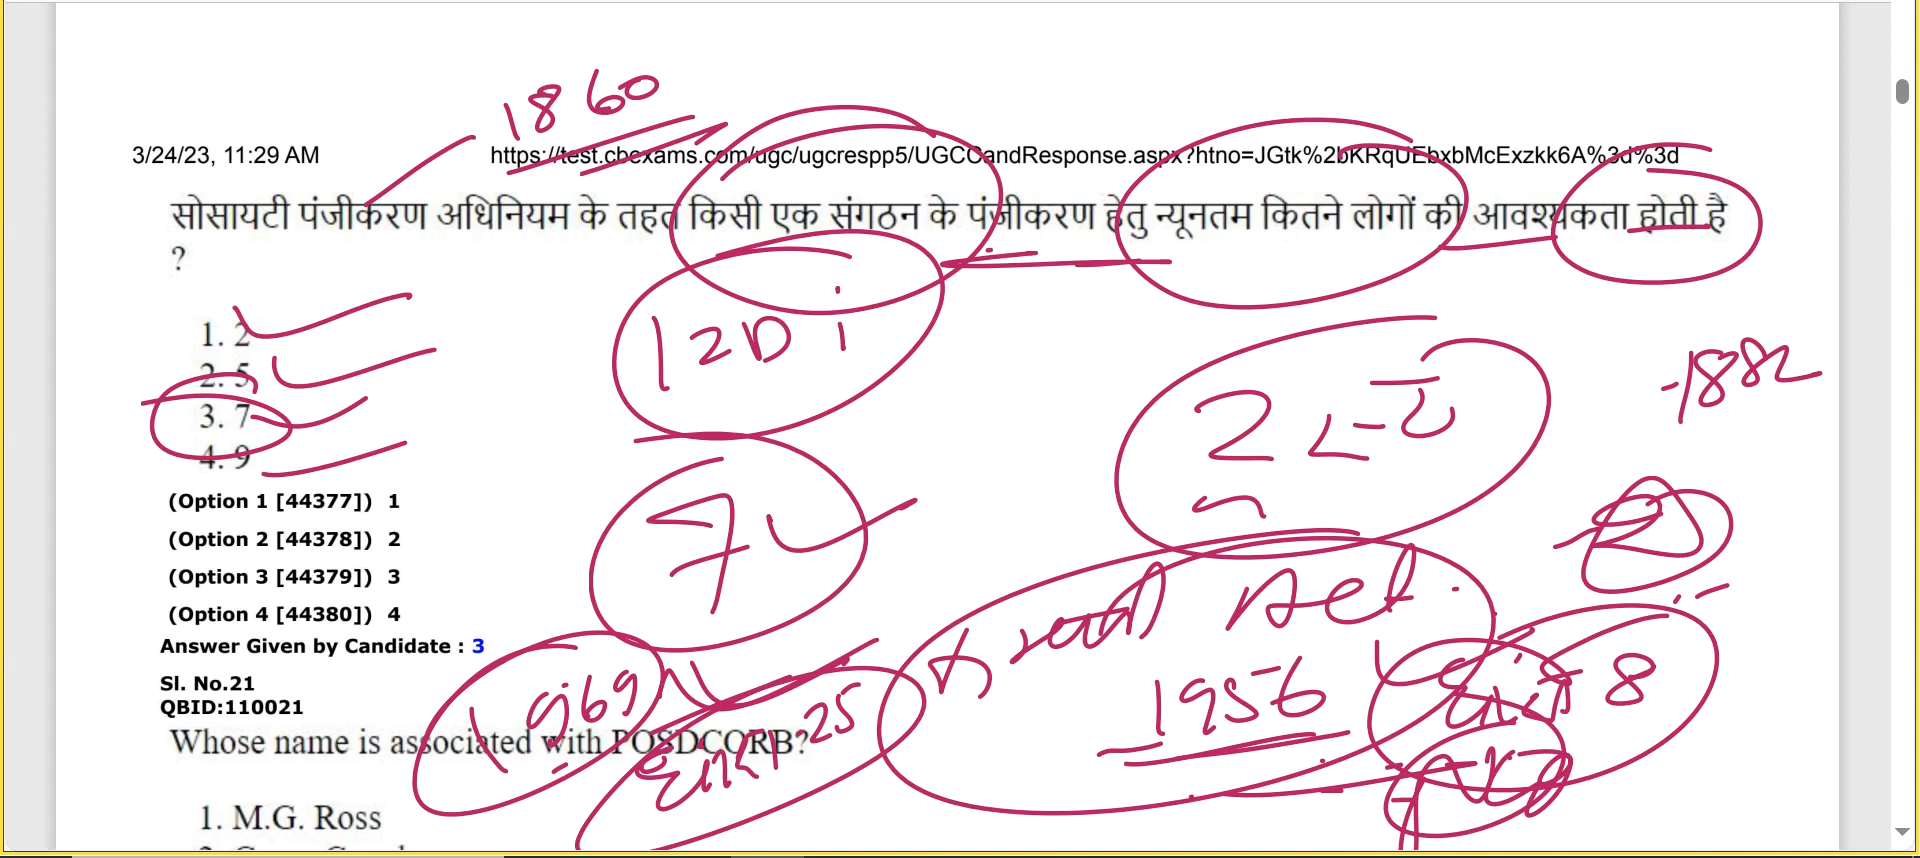 1860
3/24/23, 11:29 AM https://test.cbexams.com/ugc/ugcrespp5/UGCCandResponse.aspx?htno=JGtk%2bKRqUEbxbMcExzkk6A%3d%3d
सोसायटी पंजीकरण अधिनियम के तहत किसी एक संगठन के पंजीकरण हेतु न्यूनतम कितने लोगों की आवश्यकता होती है
?
1. 2
2. 5
3. 7
4. 9
12D
1882
2
7
(Option 1 [44377]) 1
(Option 2 [44378]) 2
(Option 3 [44379]) 3
(Option 4 [44380]) 4
Answer Given by Candidate : 3
Act
1956
8
1969
धारा 25
Sl. No.21
QBID:110021
Whose name is associated with POSDCORB?
1. M.G. Ross